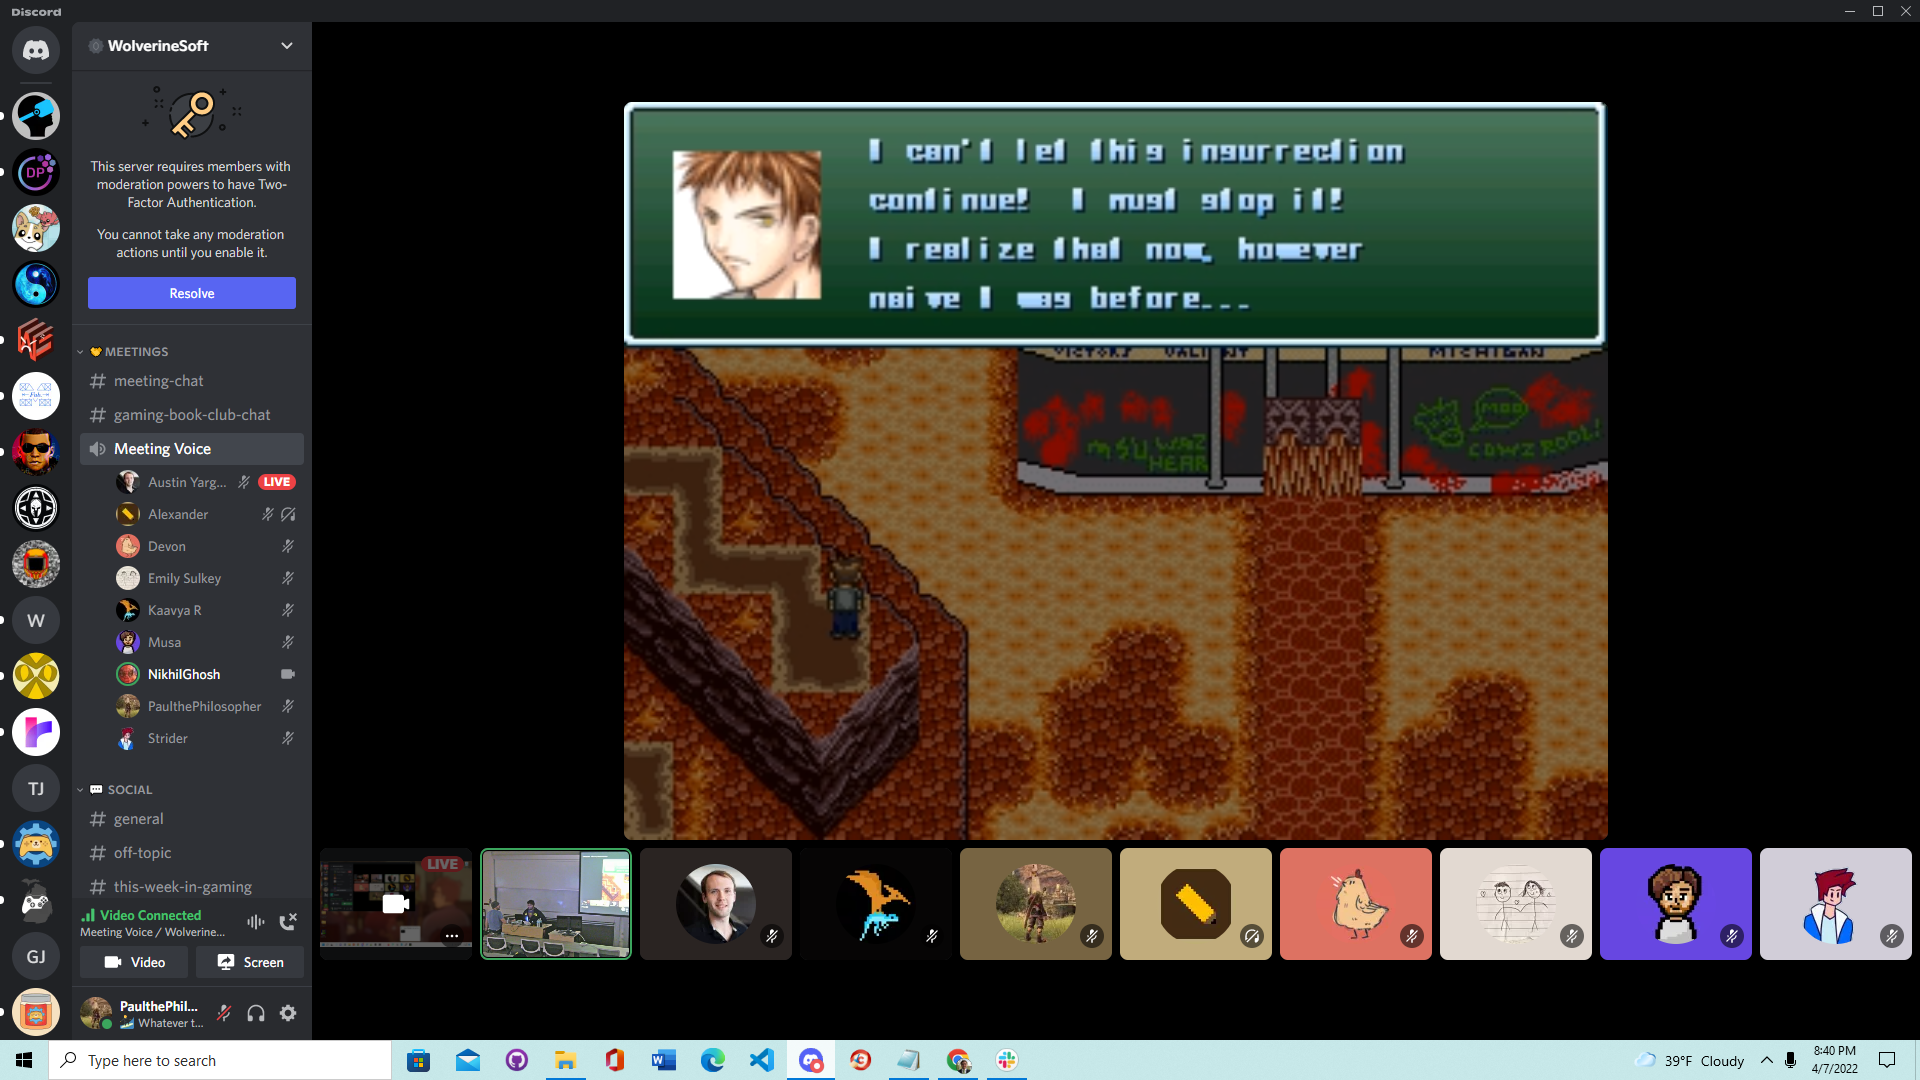 Discord
WolverineSoft
This server requires members with
moderation powers to have Two-
Factor Authentication.
You cannot take any moderation
actions until you enable it.
Resolve
MEETINGS
meeting-chat
gaming-book-club-chat
Meeting Voice
Austin Yarg... LIVE
Alexander
Devon
Emily Sulkey
Kaavya R
Musa
NikhilGhosh
PaulthePhilosopher
Strider
SOCIAL
general
off-topic
this-week-in-gaming
Video Connected
Meeting Voice / Wolverine...
Video
Screen
PaulthePhil...
Whatever t...
DP
W
TJ
GJ
I can't let this insurrection
continue! I must stop it!
I realize that now, however
naive I was before...
VICTORS VALIANT MICHIGAN
MSU WAZ
HEAR
MOO
COWZ ROOL!
LIVE
Type here to search
39°F Cloudy
8:40 PM
4/7/2022